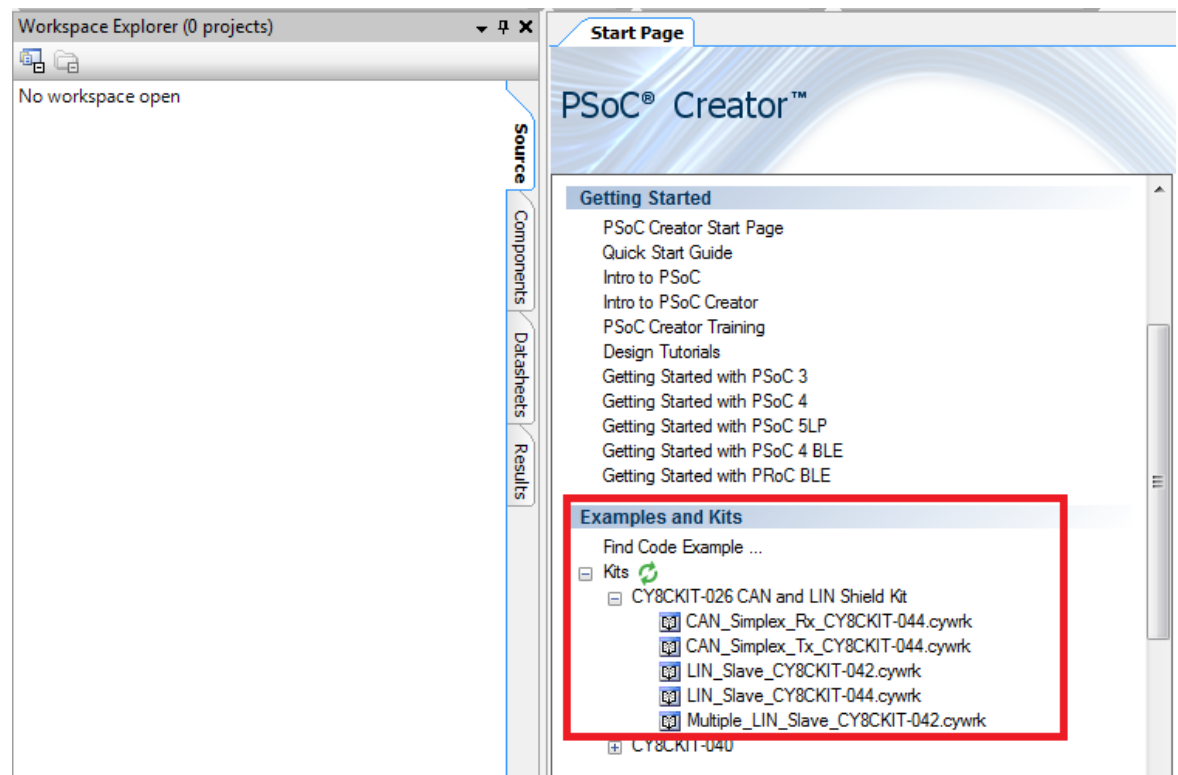 Workspace Explorer (0 projects)
No workspace open
Source
Components
Datasheets
Results
Start Page
PSoC® Creator™
Getting Started
PSoC Creator Start Page
Quick Start Guide
Intro to PSoC
Intro to PSoC Creator
PSoC Creator Training
Design Tutorials
Getting Started with PSoC 3
Getting Started with PSoC 4
Getting Started with PSoC 5LP
Getting Started with PSoC 4 BLE
Getting Started with PRoC BLE
Examples and Kits
Find Code Example ...
Kits
CY8CKIT-026 CAN and LIN Shield Kit
CAN_Simplex_Rx_CY8CKIT-044.cywrk
CAN_Simplex_Tx_CY8CKIT-044.cywrk
LIN_Slave_CY8CKIT-042.cywrk
LIN_Slave_CY8CKIT-044.cywrk
Multiple_LIN_Slave_CY8CKIT-042.cywrk
CY8CKIT-040